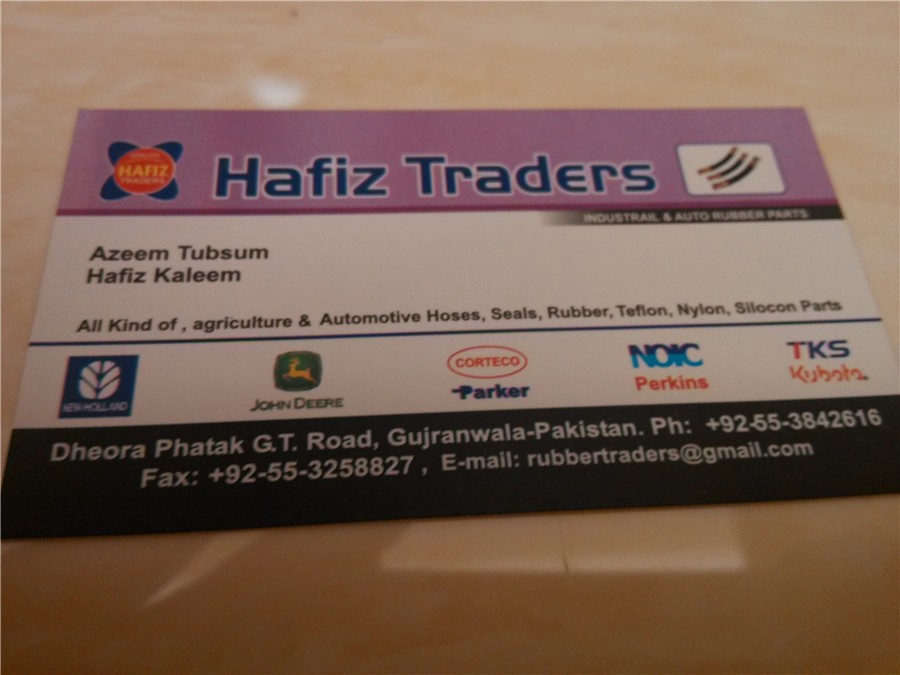 HAFIZ
TRADERS
Hafiz Traders
INDUSTRAIL & AUTO RUBBER PARTS
Azeem Tubsum
Hafiz Kaleem
All Kind of , agriculture & Automotive Hoses, Seals, Rubber, Teflon, Nylon, Silocon Parts
NEW HOLLAND
JOHN DEERE
CORTECO
Parker
NOIC
Perkins
TKS
Kubota
Dheora Phatak G.T. Road, Gujranwala-Pakistan. Ph: +92-55-3842616
Fax: +92-55-3258827 , E-mail: rubbertraders@gmail.com